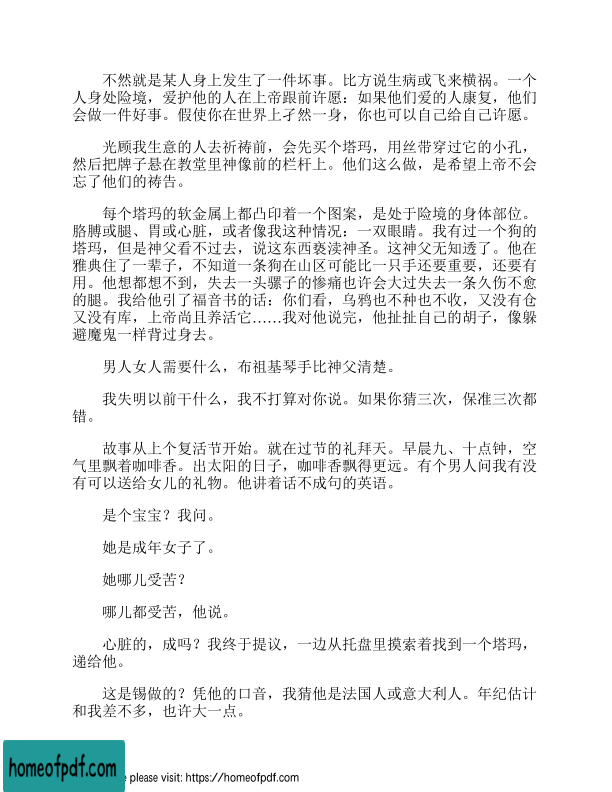 不然就是某人身上发生了一件坏事。比方说生病或飞来横祸。一个
人身处险境，爱护他的人在上帝跟前许愿：如果他们爱的人康复，他们
会做一件好事。假使你在世界上孑然一身，你也可以自己给自己许愿。
光顾我生意的人去祈祷前，会先买个塔玛，用丝带穿过它的小孔，
然后把牌子悬在教堂里神像前的栏杆上。他们这么做，是希望上帝不会
忘了他们的祷告。
每个塔玛的软金属上都凸印着一个图案，是处于险境的身体部位。
胳膊或腿、胃或心脏，或者像我这种情况：一双眼睛。我有过一个狗的
塔玛，但是神父看不过去，说这东西亵渎神圣。这神父无知透了。他在
雅典住了一辈子，不知道一条狗在山区可能比一只手还要重要，还要有
用。他想都想不到，失去一头骡子的惨痛也许会大过失去一条久伤不愈
的腿。我给他引了福音书的话：你们看，乌鸦也不种也不收，又没有仓
又没有库，上帝尚且养活它……我对他说完，他扯扯自己的胡子，像躲
避魔鬼一样背过身去。
男人女人需要什么，布祖基琴手比神父清楚。
我失明以前干什么，我不打算对你说。如果你猜三次，保准三次都
错。
故事从上个复活节开始。就在过节的礼拜天。早晨九、十点钟，空
气里飘着咖啡香。出太阳的日子，咖啡香飘得更远。有个男人问我有没
有可以送给女儿的礼物。他讲着话不成句的英语。
是个宝宝？我问。
她是成年女子了。
她哪儿受苦？
哪儿都受苦，他说。
心脏的，成吗？我终于提议，一边从托盘里摸索着找到一个塔玛，
递给他。
这是锡做的？凭他的口音，我猜他是法国人或意大利人。年纪估计
和我差不多，也许大一点。
homeofpdf.com
e please visit: https://homeofpdf.com